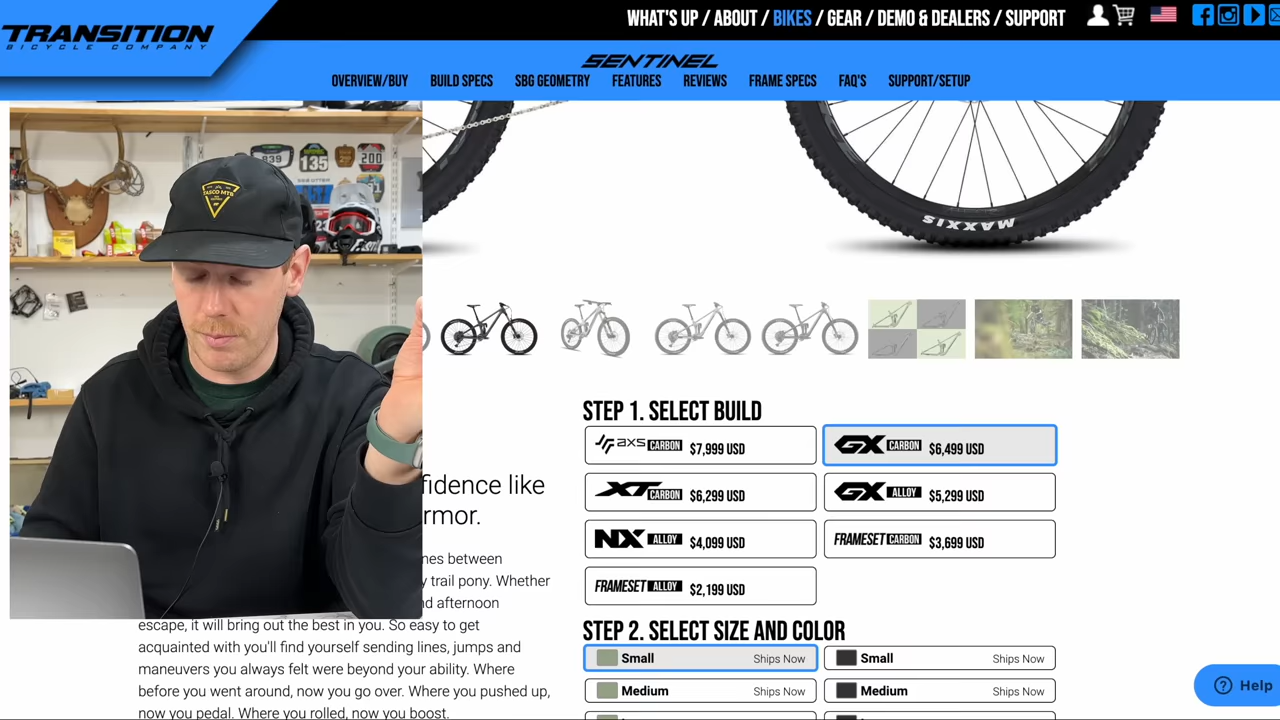 TRANSITION
BICYCLE COMPANY
WHAT'S UP / ABOUT / BIKES / GEAR / DEMO & DEALERS / SUPPORT
SENTINEL
OVERVIEW/BUY BUILD SPECS SBG GEOMETRY FEATURES REVIEWS FRAME SPECS FAQ'S SUPPORT/SETUP
839
135
200
TASCO MTB
MAXXIS
STEP 1. SELECT BUILD
AXS CARBON $7,999 USD
GX CARBON $6,499 USD
XT CARBON $6,299 USD
GX ALLOY $5,299 USD
NX ALLOY $4,099 USD
FRAMESET CARBON $3,699 USD
FRAMESET ALLOY $2,199 USD
STEP 2. SELECT SIZE AND COLOR
Small Ships Now
Small Ships Now
Medium Ships Now
Medium Ships Now
fidence like
rmor.
nes between
y trail pony. Whether
nd afternoon
escape, it will bring out the best in you. So easy to get
acquainted with you'll find yourself sending lines, jumps and
maneuvers you always felt were beyond your ability. Where
before you went around, now you go over. Where you pushed up,
now you pedal. Where you rolled, now you boost.
Help